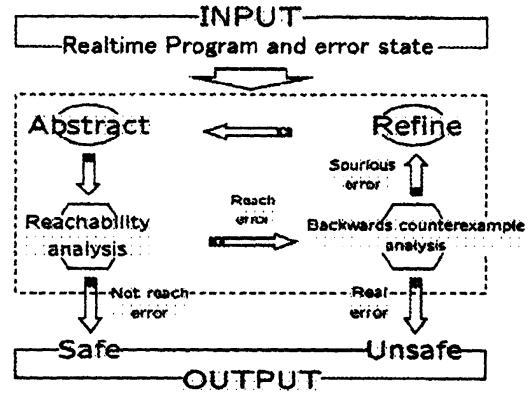 INPUT
Realtime Program and error state
Abstract
Refine
Spurious
error
Reach
error
Reachability
analysis
Backwards counterexample
analysis
Not reach
error
Real
error
Safe
Unsafe
OUTPUT